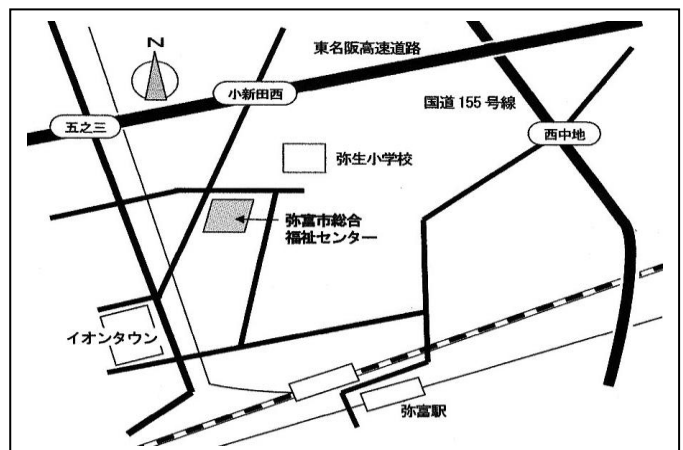 N
東名阪高速道路
小新田西
国道155号線
五之三
西中地
弥生小学校
弥富市総合
福祉センター
イオンタウン
弥富駅